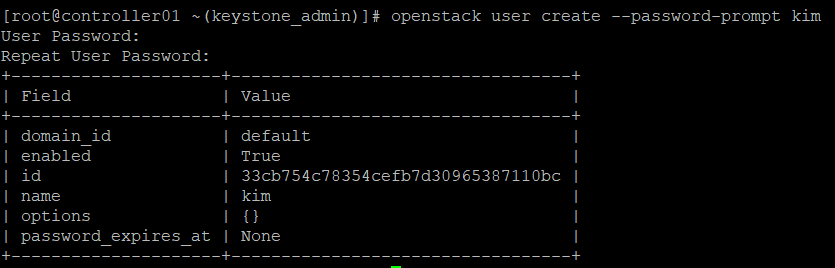 [root@controller01 ~(keystone_admin)]# openstack user create --password-prompt kim
User Password:
Repeat User Password:
+---------------------+----------------------------------+
| Field               | Value                            |
+---------------------+----------------------------------+
| domain_id           | default                          |
| enabled             | True                             |
| id                  | 33cb754c78354cefb7d30965387110bc |
| name                | kim                              |
| options             | {}                               |
| password_expires_at | None                             |
+---------------------+----------------------------------+